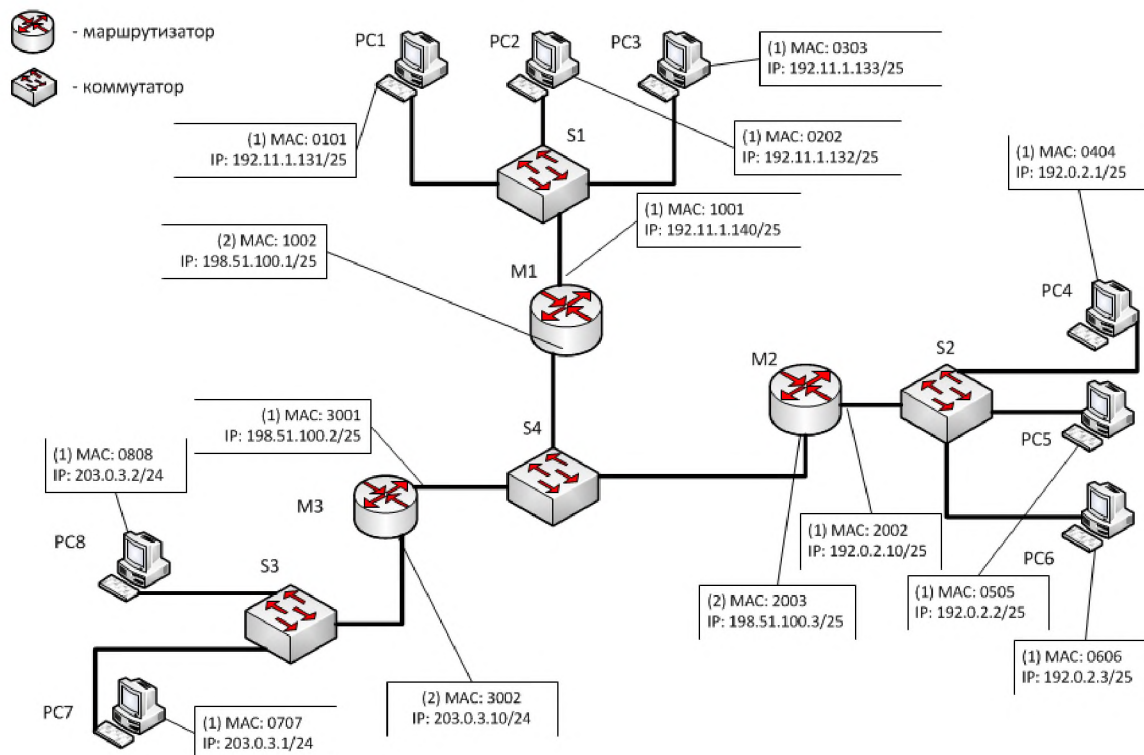 - маршрутизатор
- коммутатор
PC1
PC2
PC3
(1) MAC: 0303
IP: 192.11.1.133/25
(1) MAC: 0101
IP: 192.11.1.131/25
S1
(1) MAC: 0202
IP: 192.11.1.132/25
(1) MAC: 0404
IP: 192.0.2.1/25
(2) MAC: 1002
IP: 198.51.100.1/25
(1) MAC: 1001
IP: 192.11.1.140/25
M1
PC4
M2
S2
(1) MAC: 3001
IP: 198.51.100.2/25
S4
PC5
(1) MAC: 0808
IP: 203.0.3.2/24
M3
PC8
S3
(1) MAC: 2002
IP: 192.0.2.10/25
PC6
(2) MAC: 2003
IP: 198.51.100.3/25
(1) MAC: 0505
IP: 192.0.2.2/25
(1) MAC: 0606
IP: 192.0.2.3/25
PC7
(2) MAC: 3002
IP: 203.0.3.10/24
(1) MAC: 0707
IP: 203.0.3.1/24